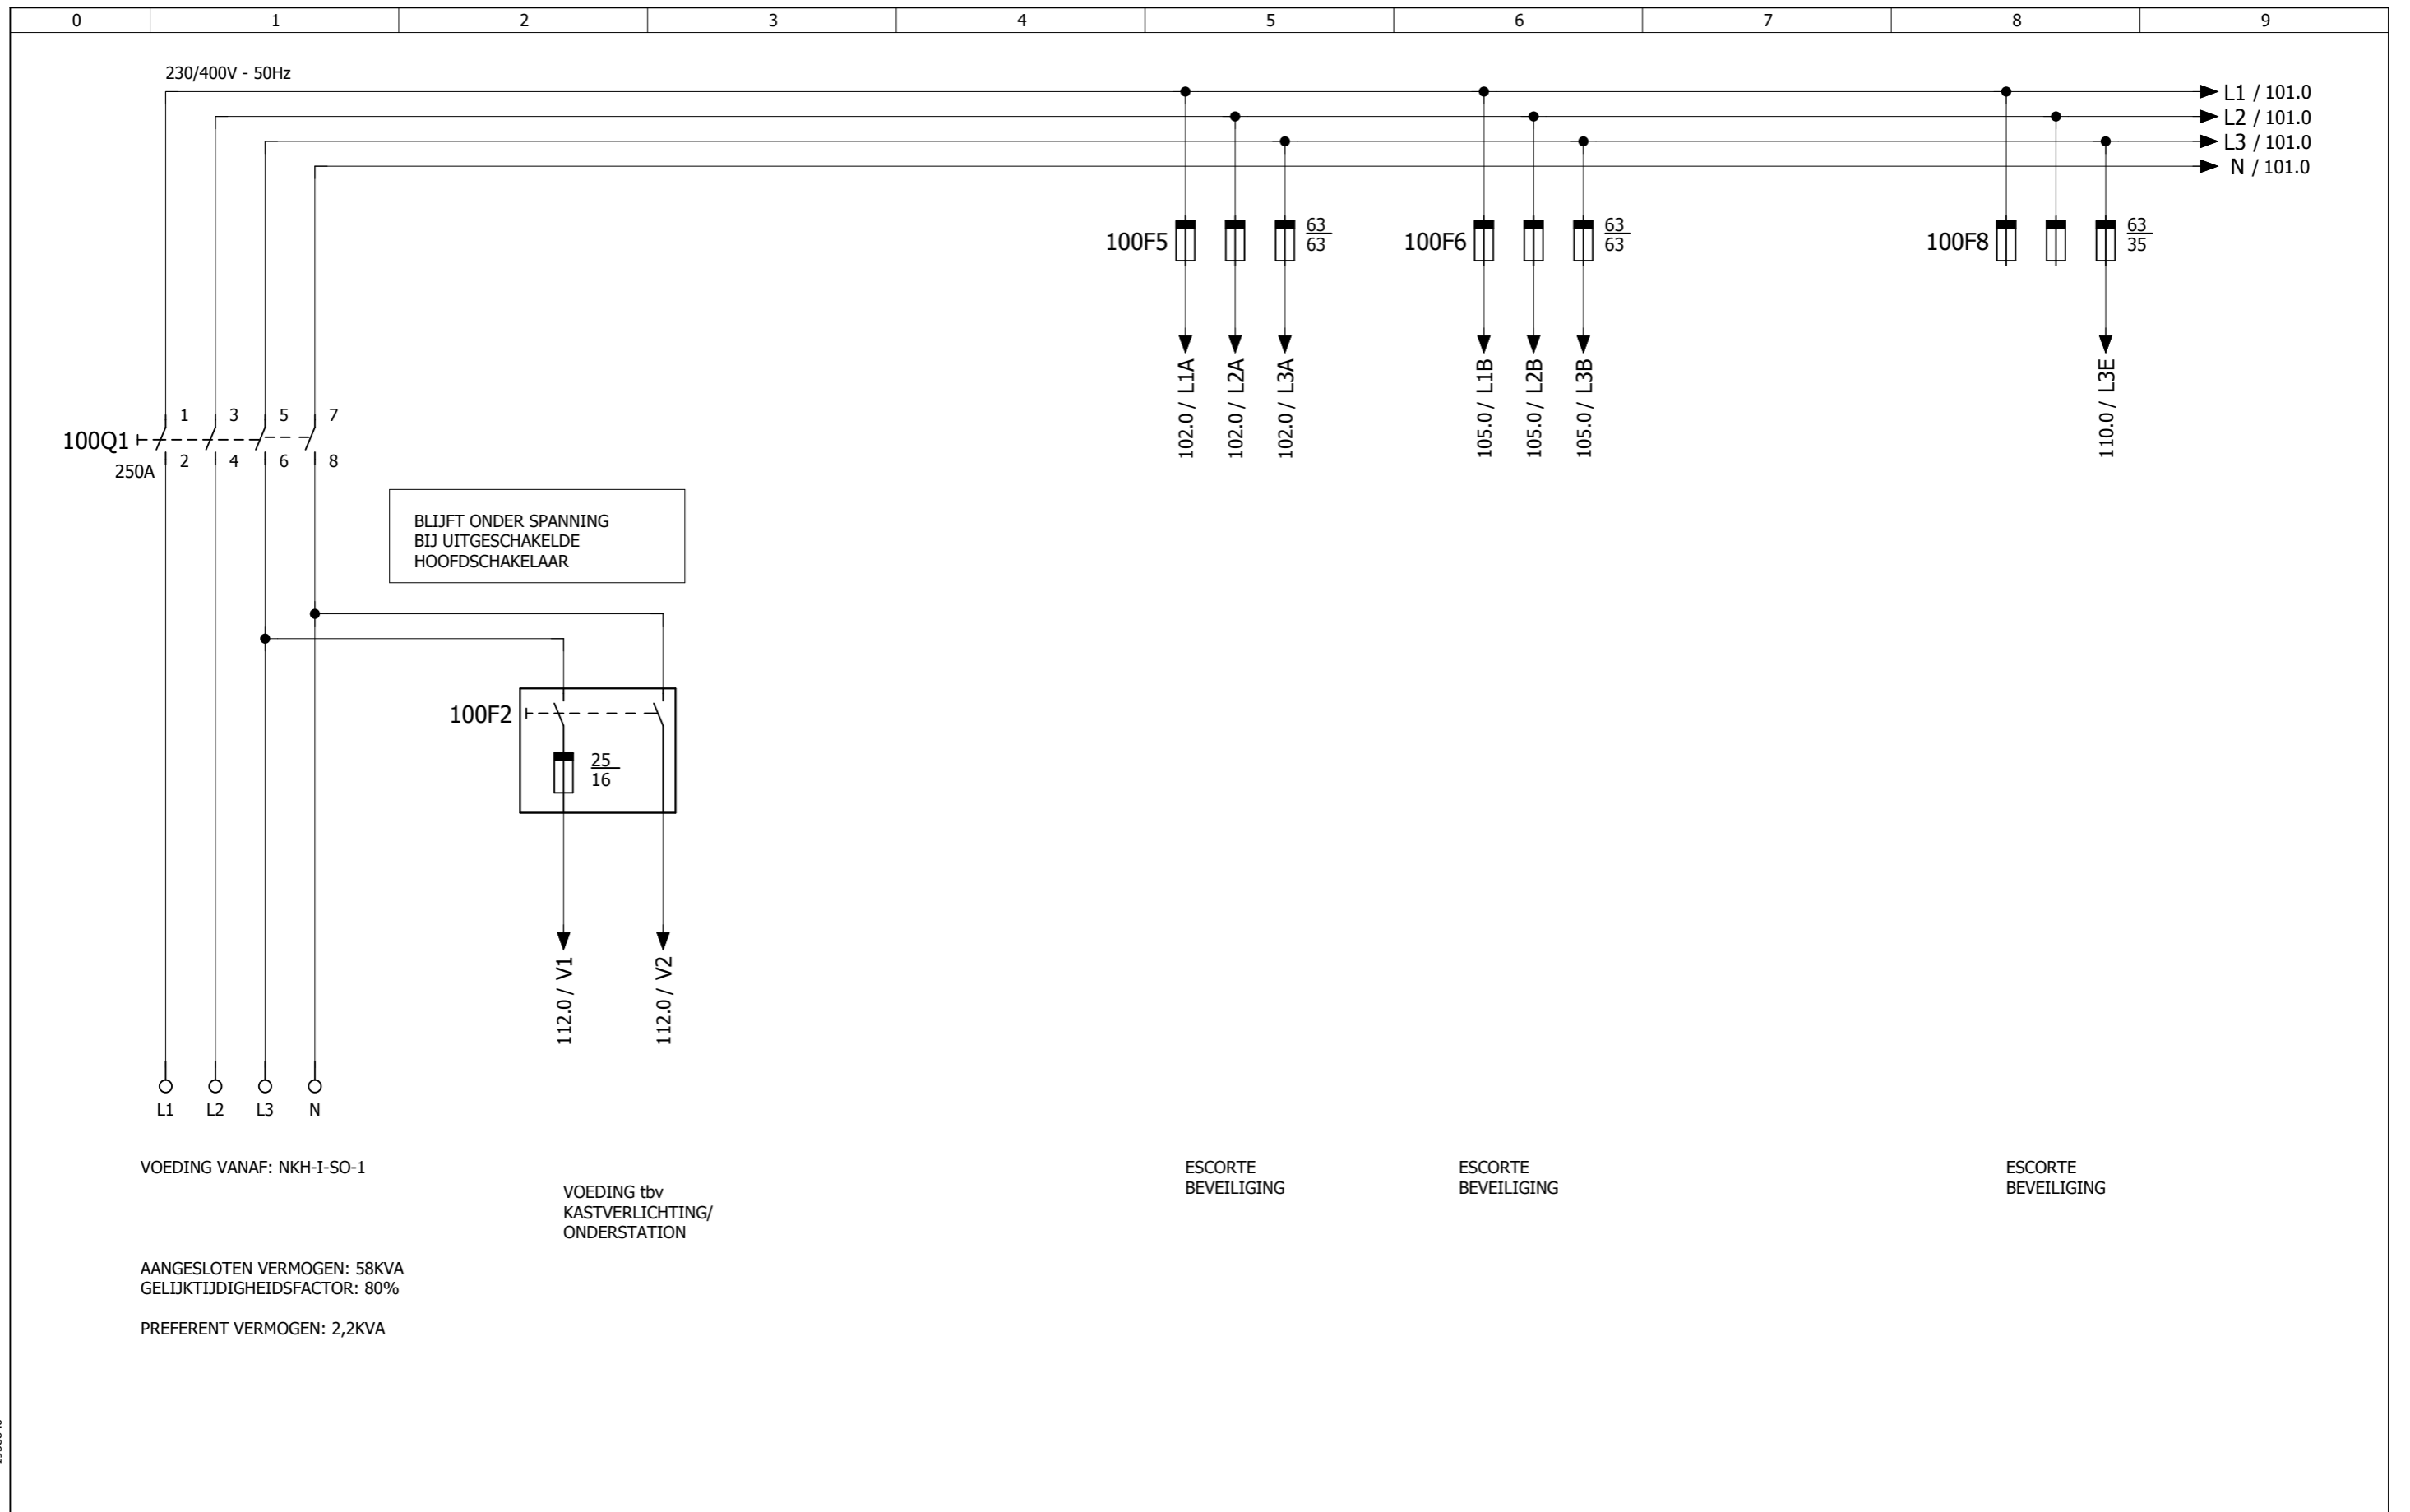 0 1 2 3 4 5 6 7 8 9
230/400V - 50Hz
L1 / 101.0
L2 / 101.0
L3 / 101.0
N / 101.0
100F5
63
63
100F6
63
63
100F8
63
35
102.0 / L1A
102.0 / L2A
102.0 / L3A
105.0 / L1B
105.0 / L2B
105.0 / L3B
110.0 / L3E
1 3 5 7
100Q1
2 4 6 8
250A
BLIJFT ONDER SPANNING
BIJ UITGESCHAKELDE
HOOFDSCHAKELAAR
100F2
25
16
112.0 / V1
112.0 / V2
L1 L2 L3 N
VOEDING VANAF: NKH-I-SO-1
VOEDING tbv
KASTVERLICHTING/
ONDERSTATION
ESCORTE
BEVEILIGING
ESCORTE
BEVEILIGING
ESCORTE
BEVEILIGING
AANGESLOTEN VERMOGEN: 58KVA
GELIJKTIJDIGHEIDSFACTOR: 80%
PREFERENT VERMOGEN: 2,2KVA